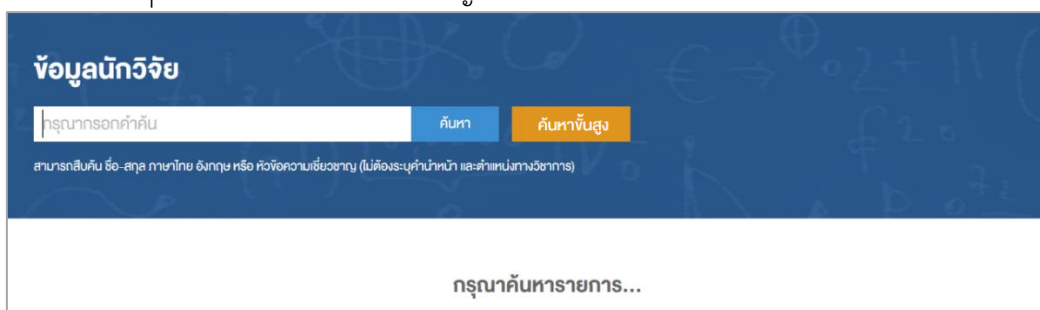 ข้อมูลนักวิจัย
กรุณากรอกคำค้น ค้นหา ค้นหาขั้นสูง
สามารถสืบค้น ชื่อ-สกุล ภาษาไทย อังกฤษ หรือ หัวข้อความเชี่ยวชาญ (ไม่ต้องระบุคำนำหน้า และตำแหน่งทางวิชาการ)
กรุณาค้นหารายการ...